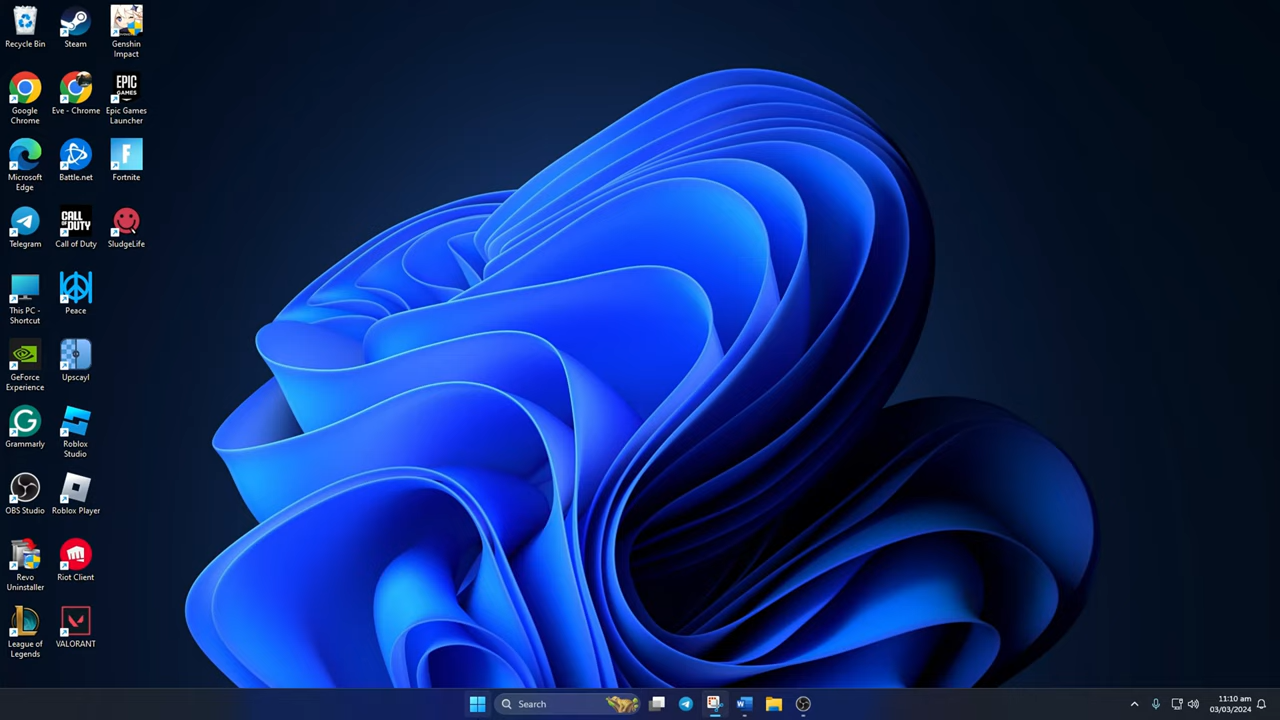 Recycle Bin
Steam
Genshin
Impact
Google
Chrome
Eve - Chrome
EPIC
GAMES
Epic Games
Launcher
Microsoft
Edge
Battle.net
F
Fortnite
Telegram
CALL
OF DUTY
Call of Duty
SludgeLife
This PC -
Shortcut
Peace
GeForce
Experience
Upscayl
Grammarly
Roblox
Studio
OBS Studio
Roblox Player
Revo
Uninstaller
Riot Client
League of
Legends
VALORANT
Search
11:10 am
03/03/2024